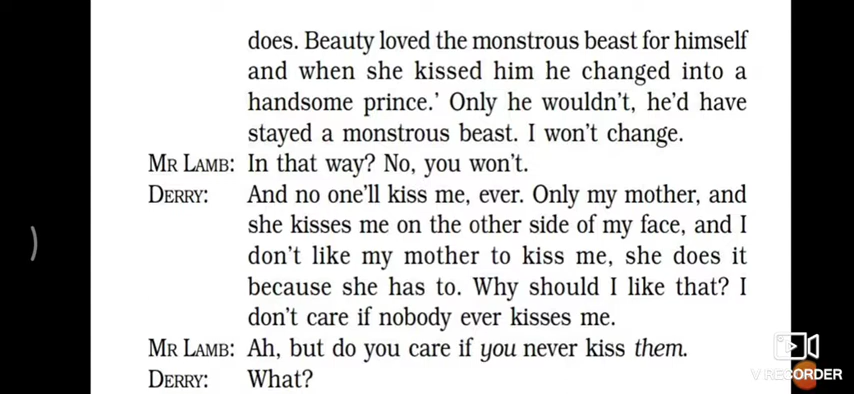 does. Beauty loved the monstrous beast for himself
and when she kissed him he changed into a
handsome prince.’ Only he wouldn’t, he’d have
stayed a monstrous beast. I won’t change.
MR LAMB: In that way? No, you won’t.
DERRY: And no one’ll kiss me, ever. Only my mother, and
she kisses me on the other side of my face, and I
don’t like my mother to kiss me, she does it
because she has to. Why should I like that? I
don’t care if nobody ever kisses me.
MR LAMB: Ah, but do you care if you never kiss them.
DERRY: What?
V RECORDER